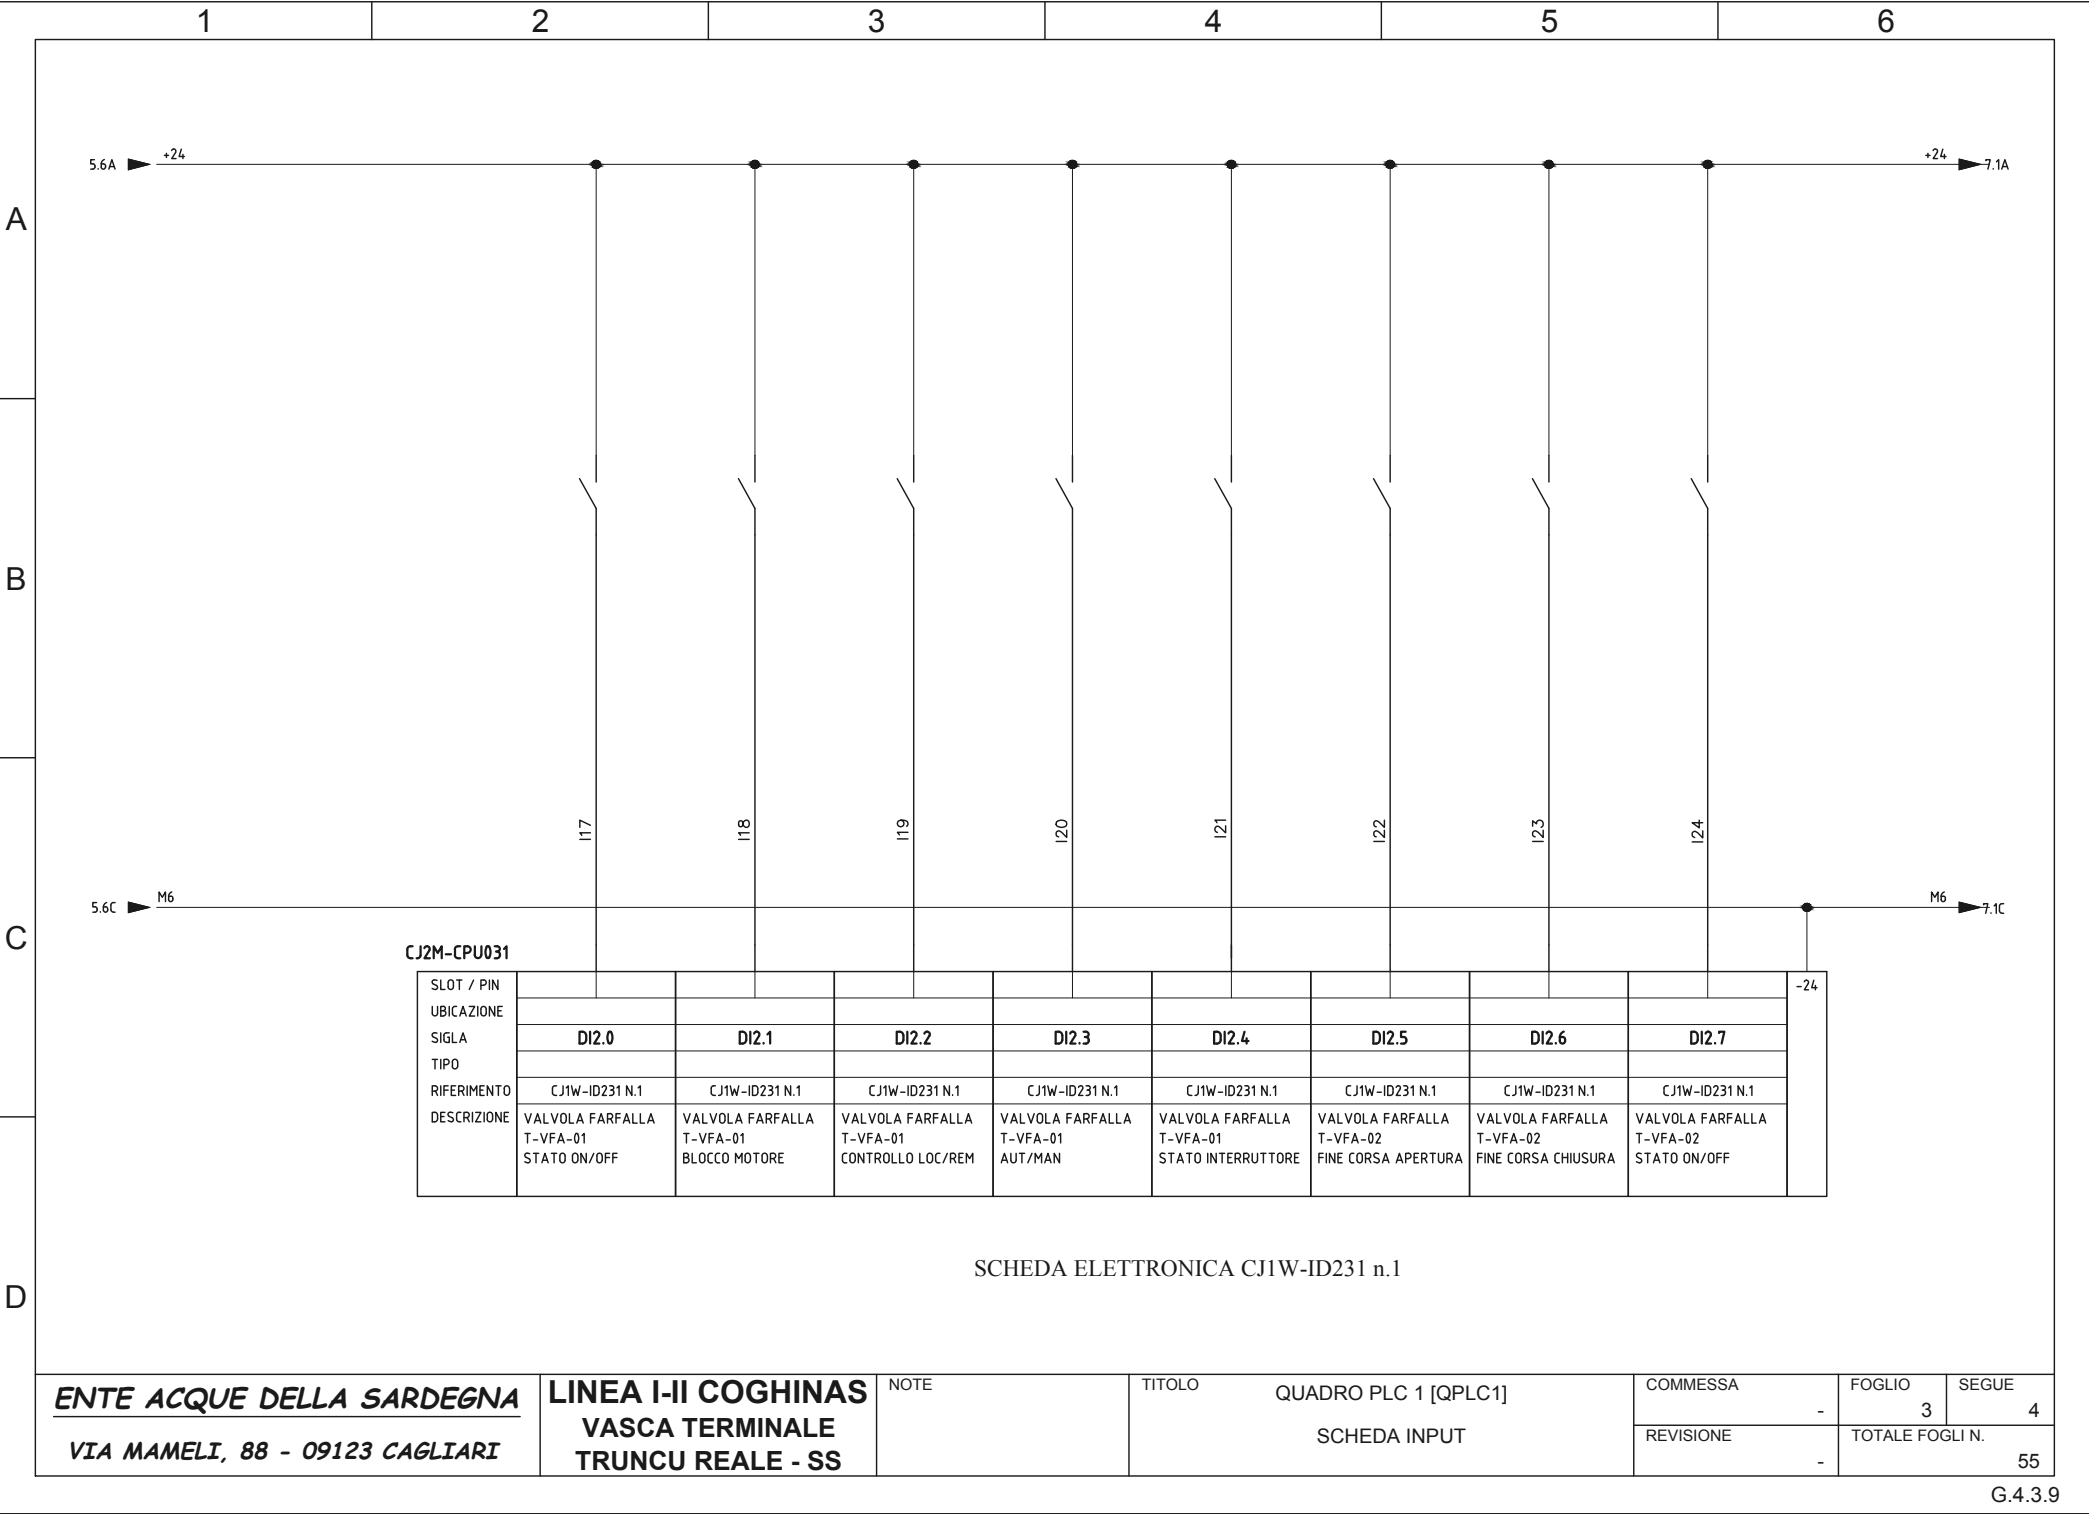 1 2 3 4 5 6
A
B
C
D
5.6A +24 +24 7.1A
I17 I18 I19 I20 I21 I22 I23 I24
5.6C M6 M6 7.1C
CJ2M-CPU031
SLOT / PIN -24
UBICAZIONE
SIGLA DI2.0 DI2.1 DI2.2 DI2.3 DI2.4 DI2.5 DI2.6 DI2.7
TIPO
RIFERIMENTO CJ1W-ID231 N.1 CJ1W-ID231 N.1 CJ1W-ID231 N.1 CJ1W-ID231 N.1 CJ1W-ID231 N.1 CJ1W-ID231 N.1 CJ1W-ID231 N.1 CJ1W-ID231 N.1
DESCRIZIONE
VALVOLA FARFALLA
T-VFA-01
STATO ON/OFF
VALVOLA FARFALLA
T-VFA-01
BLOCCO MOTORE
VALVOLA FARFALLA
T-VFA-01
CONTROLLO LOC/REM
VALVOLA FARFALLA
T-VFA-01
AUT/MAN
VALVOLA FARFALLA
T-VFA-01
STATO INTERRUTTORE
VALVOLA FARFALLA
T-VFA-02
FINE CORSA APERTURA
VALVOLA FARFALLA
T-VFA-02
FINE CORSA CHIUSURA
VALVOLA FARFALLA
T-VFA-02
STATO ON/OFF
SCHEDA ELETTRONICA CJ1W-ID231 n.1
ENTE ACQUE DELLA SARDEGNA
VIA MAMELI, 88 - 09123 CAGLIARI
LINEA I-II COGHINAS
VASCA TERMINALE
TRUNCU REALE - SS
NOTE
TITOLO
QUADRO PLC 1 [QPLC1]
SCHEDA INPUT
COMMESSA
-
REVISIONE
-
FOGLIO
3
SEGUE
4
TOTALE FOGLI N.
55
G.4.3.9